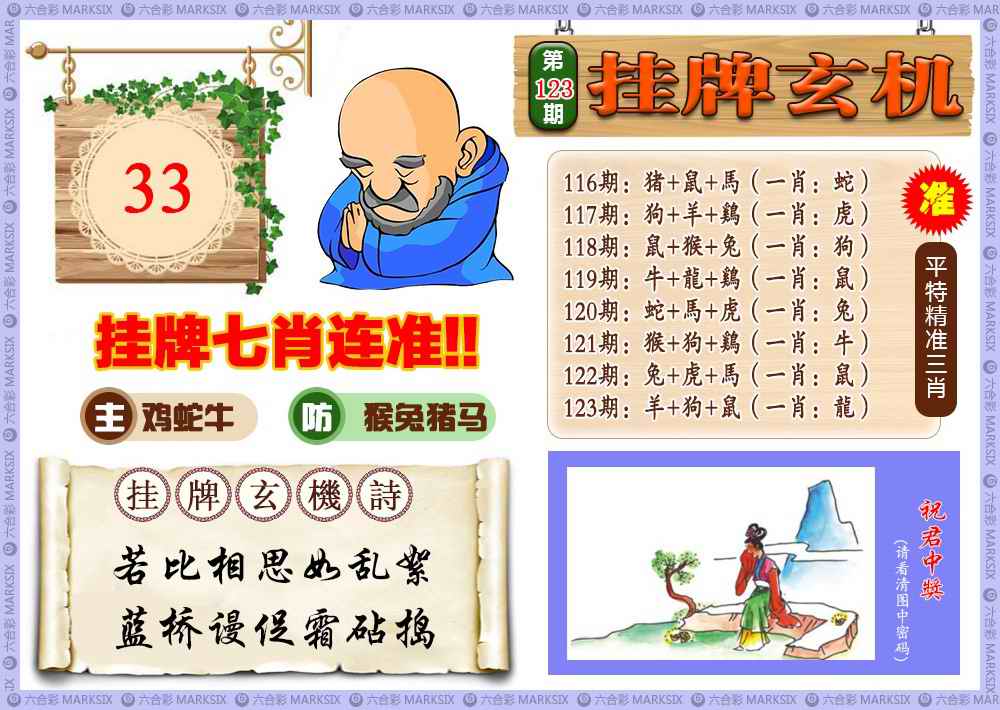 六合彩 MARKSIX
33
第
123
期
挂牌玄机
116期：猪+鼠+馬（一肖：蛇）
117期：狗+羊+鷄（一肖：虎）
118期：鼠+猴+兔（一肖：狗）
119期：牛+龍+鷄（一肖：鼠）
120期：蛇+馬+虎（一肖：兔）
121期：猴+狗+鷄（一肖：牛）
122期：兔+虎+馬（一肖：鼠）
123期：羊+狗+鼠（一肖：龍）
准
平特精准三肖
挂牌七肖连准!!
主 鸡蛇牛
防 猴兔猪马
挂牌玄機詩
若比相思如乱絮
蓝桥谩促霜砧捣
祝君中獎
(请看清图中密码)